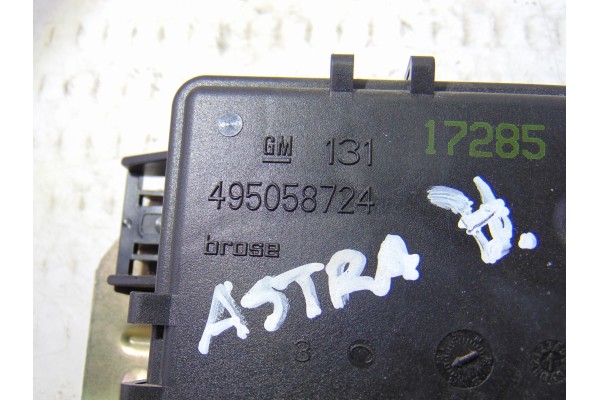 GM 131 17285
495058724
brose
ASTRA H.
3